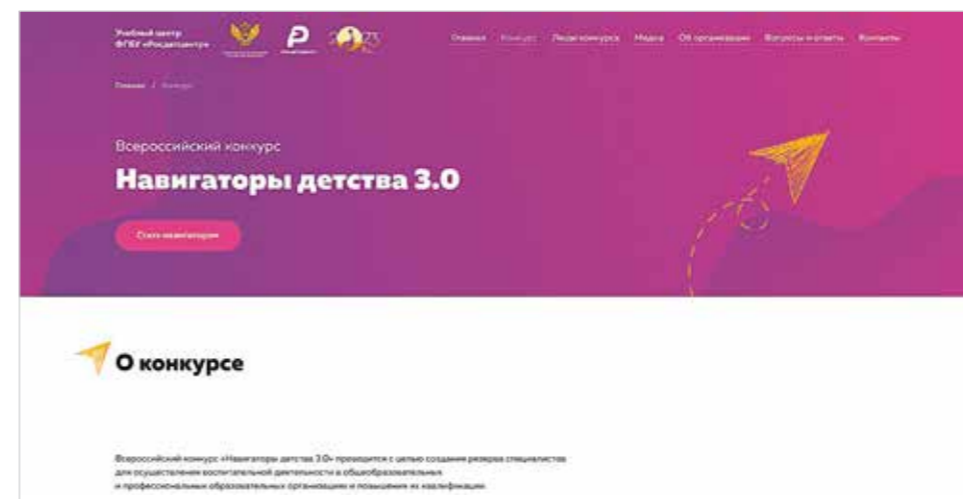 Учебный центр
ФГБУ «Росдетцентр»
2023
Главная Конкурс Люди конкурса Медиа Об организации Вопросы и ответы Контакты
Главная / Конкурс
Всероссийский конкурс
Навигаторы детства 3.0
Стать навигатором
О конкурсе
Всероссийский конкурс «Навигаторы детства 3.0» проводится с целью создания резерва специалистов
для осуществления воспитательной деятельности в общеобразовательных
и профессиональных образовательных организациях и повышения их квалификации